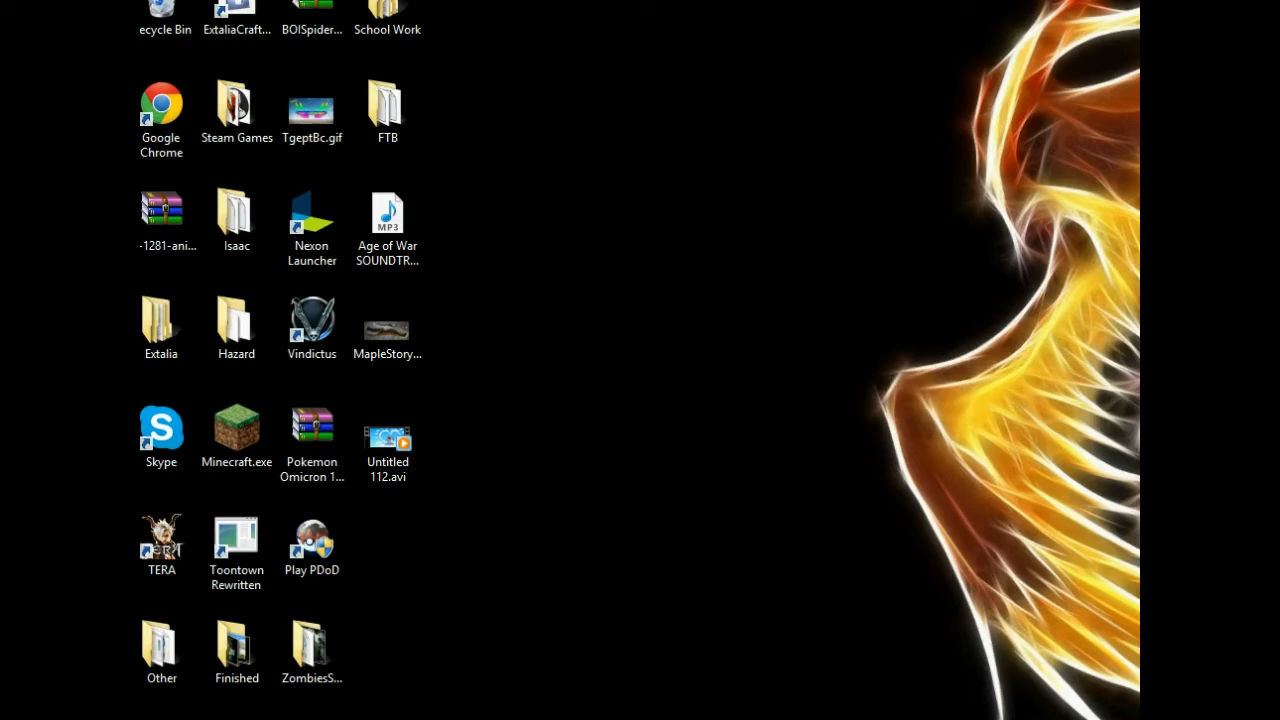 ecycle Bin
ExtaliaCraft...
BOISpider...
School Work
Google
Chrome
Steam Games
TgeptBc.gif
FTB
-1281-ani...
Isaac
Nexon
Launcher
MP3
Age of War
SOUNDTR...
Extalia
Hazard
Vindictus
MapleStory...
S
Skype
Minecraft.exe
Pokemon
Omicron 1...
Untitled
112.avi
TERA
Toontown
Rewritten
Play PDoD
Other
Finished
ZombiesS...